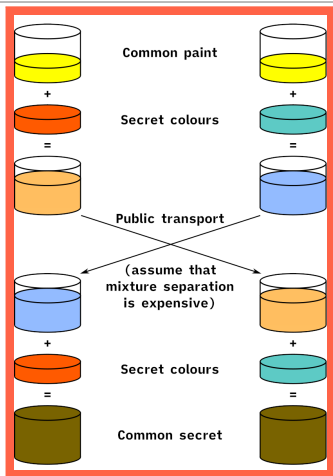 Common paint
+ +
Secret colours
= =
Public transport
(assume that
mixture separation
is expensive)
+ +
Secret colours
= =
Common secret